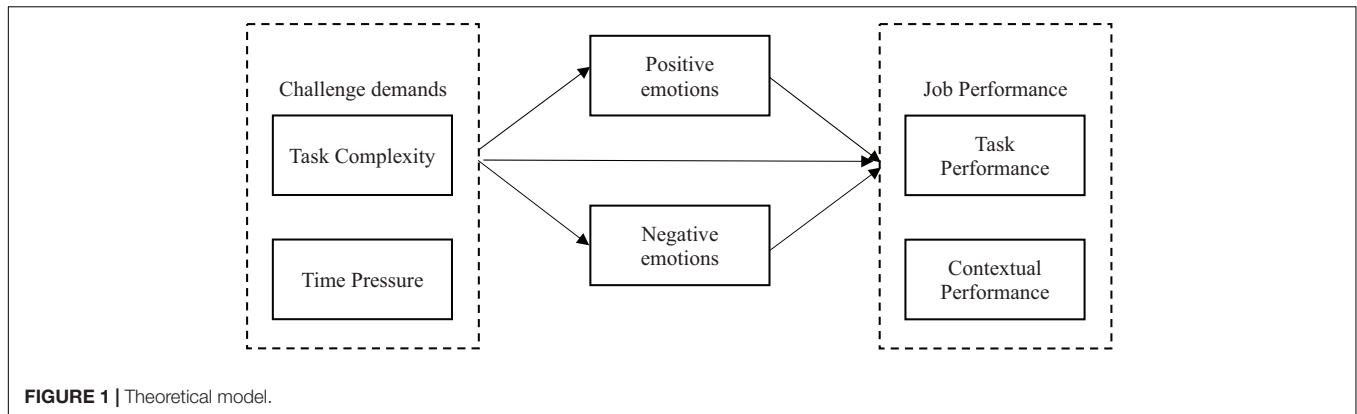 Challenge demands
Task Complexity
Time Pressure
Positive
emotions
Negative
emotions
Job Performance
Task
Performance
Contextual
Performance
FIGURE 1 | Theoretical model.